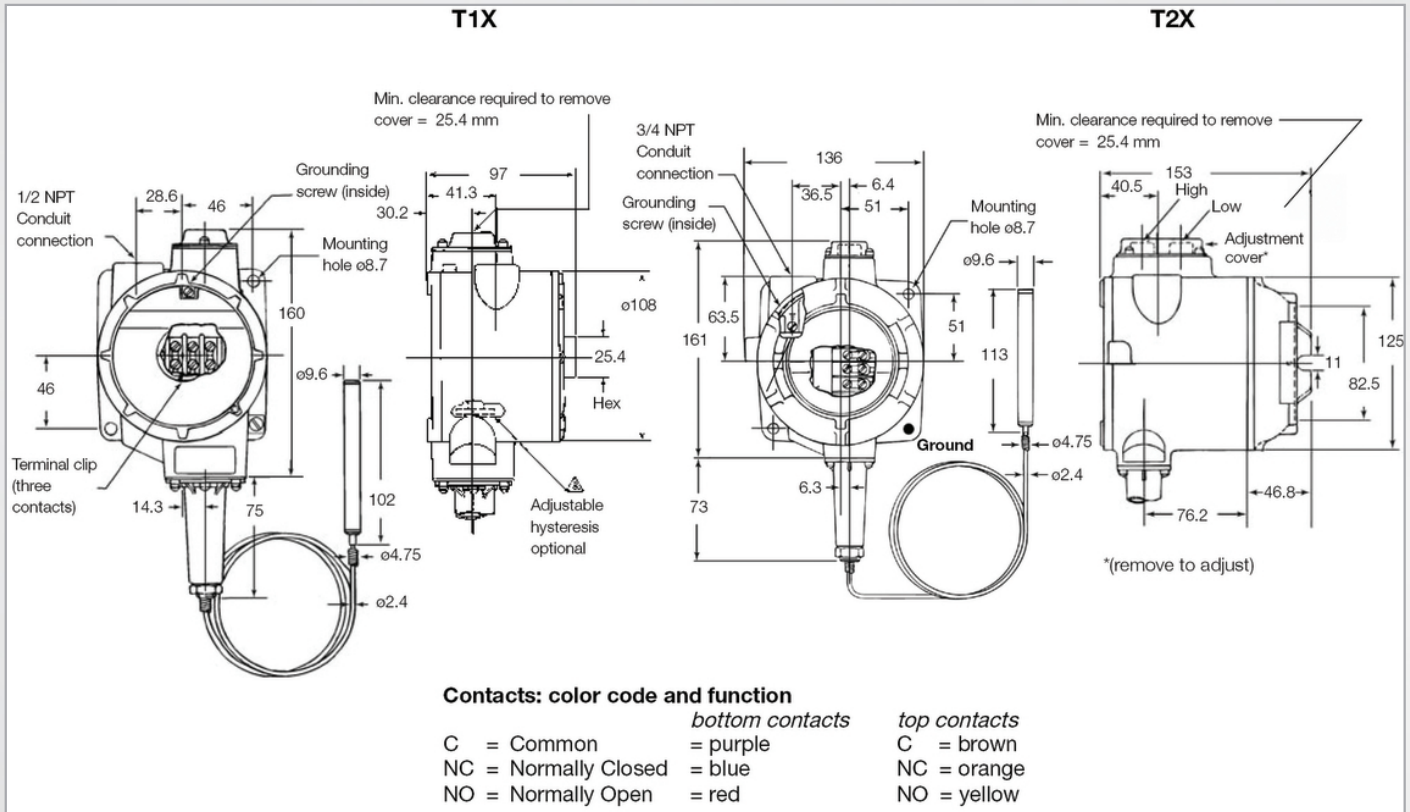 T1X
T2X
Min. clearance required to remove
cover = 25.4 mm
1/2 NPT
Conduit
connection
28.6
46
Grounding
screw (inside)
Mounting
hole ø8.7
160
46
Terminal clip
(three
contacts)
14.3
75
ø9.6
102
ø4.75
ø2.4
97
41.3
30.2
ø108
25.4
Hex
Adjustable
hysteresis
optional
3/4 NPT
Conduit
connection
Grounding
screw (inside)
136
36.5
6.4
51
Mounting
hole ø8.7
63.5
161
51
73
6.3
Ground
ø9.6
113
ø4.75
ø2.4
Min. clearance required to remove
cover = 25.4 mm
153
40.5
High
Low
Adjustment
cover*
125
11
82.5
46.8
76.2
*(remove to adjust)
Contacts: color code and function
bottom contacts top contacts
C = Common = purple C = brown
NC = Normally Closed = blue NC = orange
NO = Normally Open = red NO = yellow